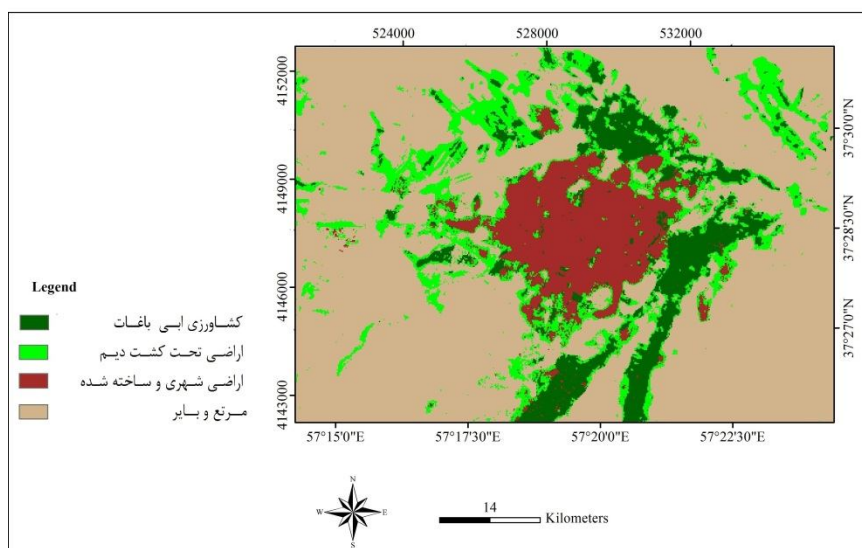 524000 528000 532000
4152000
4149000
4146000
4143000
37°30'0"N
37°28'30"N
37°27'0"N
57°15'0"E 57°17'30"E 57°20'0"E 57°22'30"E
Legend
کشاورزی ابی باغات
اراضی تحت کشت دیم
اراضی شهری و ساخته شده
مرتع و بایر
N
W E
S
14
Kilometers